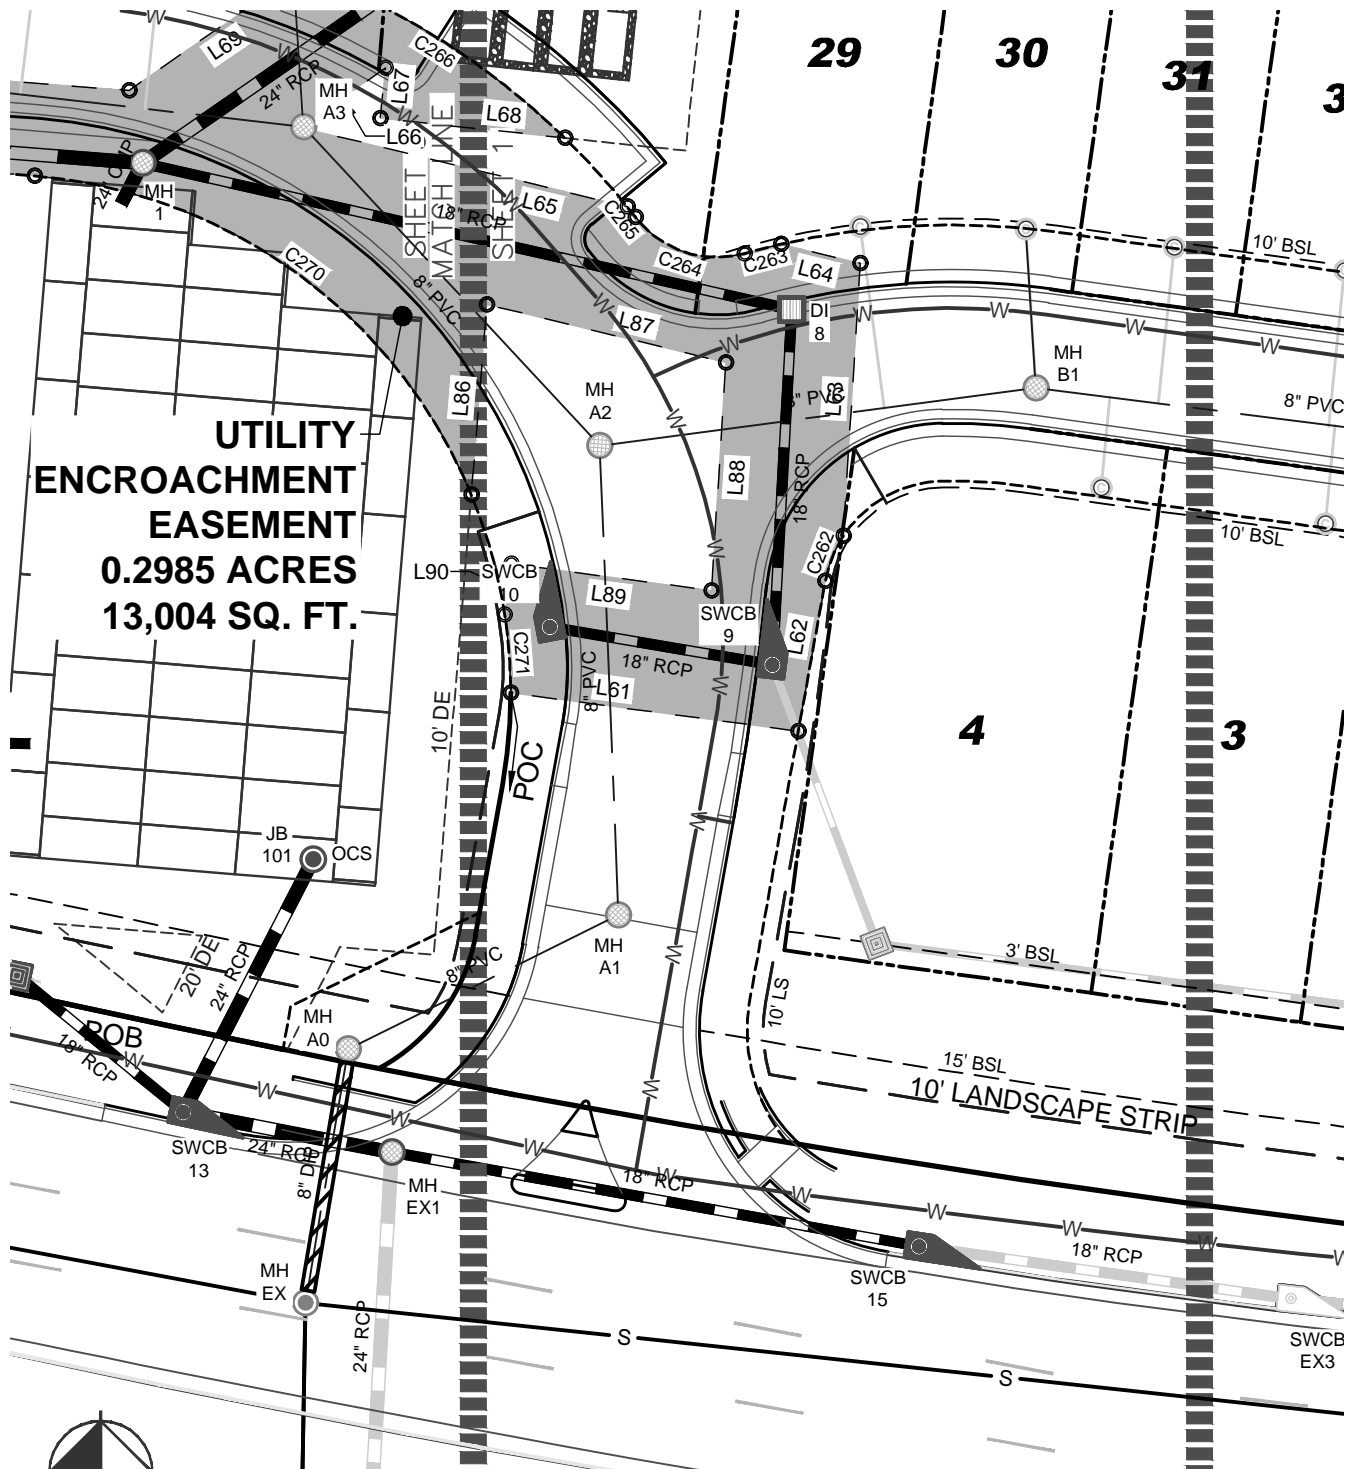 W
L69
W
C266
29
30
31
3
24" RCP
MH
A3
L67
W
L66
L68
24" CMP
MH
1
SHEET
MATCH LINE
SHEET 1
18" RCP
L65
C265
C270
8" PVC
C264
C263
L64
10' BSL
W
L87
W
DI
8
W
W
W
W
MH
B1
MH
A2
L86
W
8" PVC
L63
8" PVC
UTILITY
ENCROACHMENT
EASEMENT
0.2985 ACRES
13,004 SQ. FT.
L88
18" RCP
W
C262
10' BSL
L90
SWCB
10
L89
SWCB
9
L62
C271
18" RCP
8" PVC
L61
W
10' DE
POC
4
3
W
JB
101
OCS
MH
A1
W
8" PVC
20' DE
24" RCP
3' BSL
10' LS
MH
A0
POB
18" RCP
W
W
W
W
15' BSL
10' LANDSCAPE STRIP
SWCB
13
24" RCP
8" DIP
W
W
18" RCP
W
W
W
W
W
MH
EX1
18" RCP
MH
EX
SWCB
15
24" RCP
S
S
SWCB
EX3